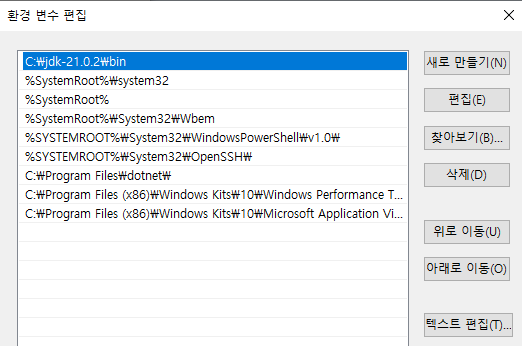 환경 변수 편집
C:₩jdk-21.0.2₩bin
%SystemRoot%₩system32
%SystemRoot%
%SystemRoot%₩System32₩Wbem
%SYSTEMROOT%₩System32₩WindowsPowerShell₩v1.0₩
%SYSTEMROOT%₩System32₩OpenSSH₩
C:₩Program Files₩dotnet₩
C:₩Program Files (x86)₩Windows Kits₩10₩Windows Performance T...
C:₩Program Files (x86)₩Windows Kits₩10₩Microsoft Application Vi...
새로 만들기(N)
편집(E)
찾아보기(B)...
삭제(D)
위로 이동(U)
아래로 이동(O)
텍스트 편집(T)...